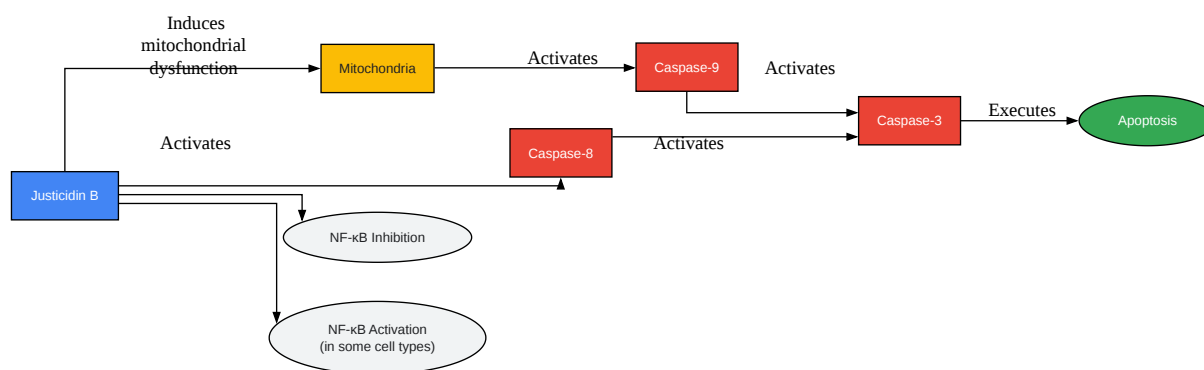 Induces
mitochondrial
dysfunction
Mitochondria
Activates
Caspase-9
Activates
Caspase-3
Executes
Apoptosis
Activates
Caspase-8
Activates
Justicidin B
NF-κB Inhibition
NF-κB Activation
(in some cell types)